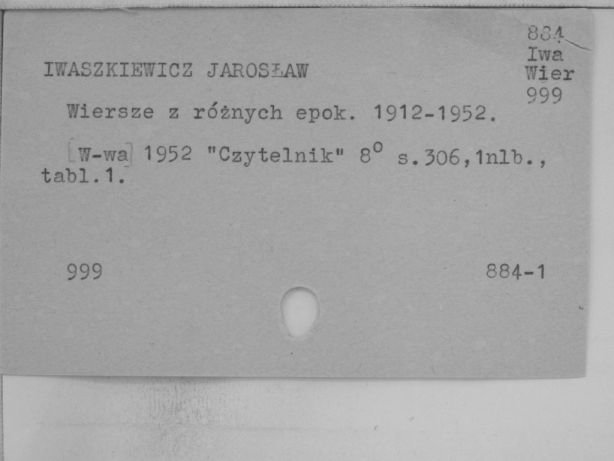 884
Iwa
IWASZKIEWICZ JAROSŁAW
Wier
999
Wiersze z różnych epok. 1912-1952.
[W-wa] 1952 "Czytelnik" 8° s.306,1nlb.,
tabl.1.
999 884-1